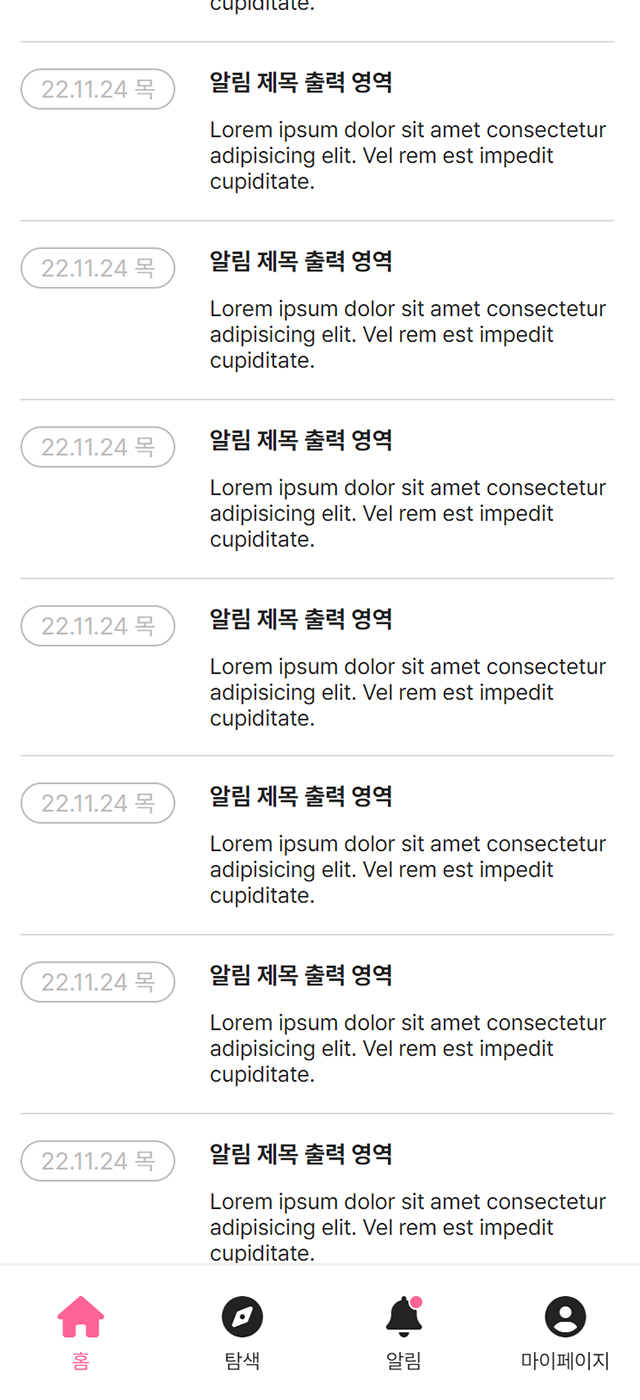 cupiditate.
22.11.24 목
알림 제목 출력 영역
Lorem ipsum dolor sit amet consectetur
adipisicing elit. Vel rem est impedit
cupiditate.
22.11.24 목
알림 제목 출력 영역
Lorem ipsum dolor sit amet consectetur
adipisicing elit. Vel rem est impedit
cupiditate.
22.11.24 목
알림 제목 출력 영역
Lorem ipsum dolor sit amet consectetur
adipisicing elit. Vel rem est impedit
cupiditate.
22.11.24 목
알림 제목 출력 영역
Lorem ipsum dolor sit amet consectetur
adipisicing elit. Vel rem est impedit
cupiditate.
22.11.24 목
알림 제목 출력 영역
Lorem ipsum dolor sit amet consectetur
adipisicing elit. Vel rem est impedit
cupiditate.
22.11.24 목
알림 제목 출력 영역
Lorem ipsum dolor sit amet consectetur
adipisicing elit. Vel rem est impedit
cupiditate.
22.11.24 목
알림 제목 출력 영역
Lorem ipsum dolor sit amet consectetur
adipisicing elit. Vel rem est impedit
cupiditate.
홈
탐색
알림
마이페이지